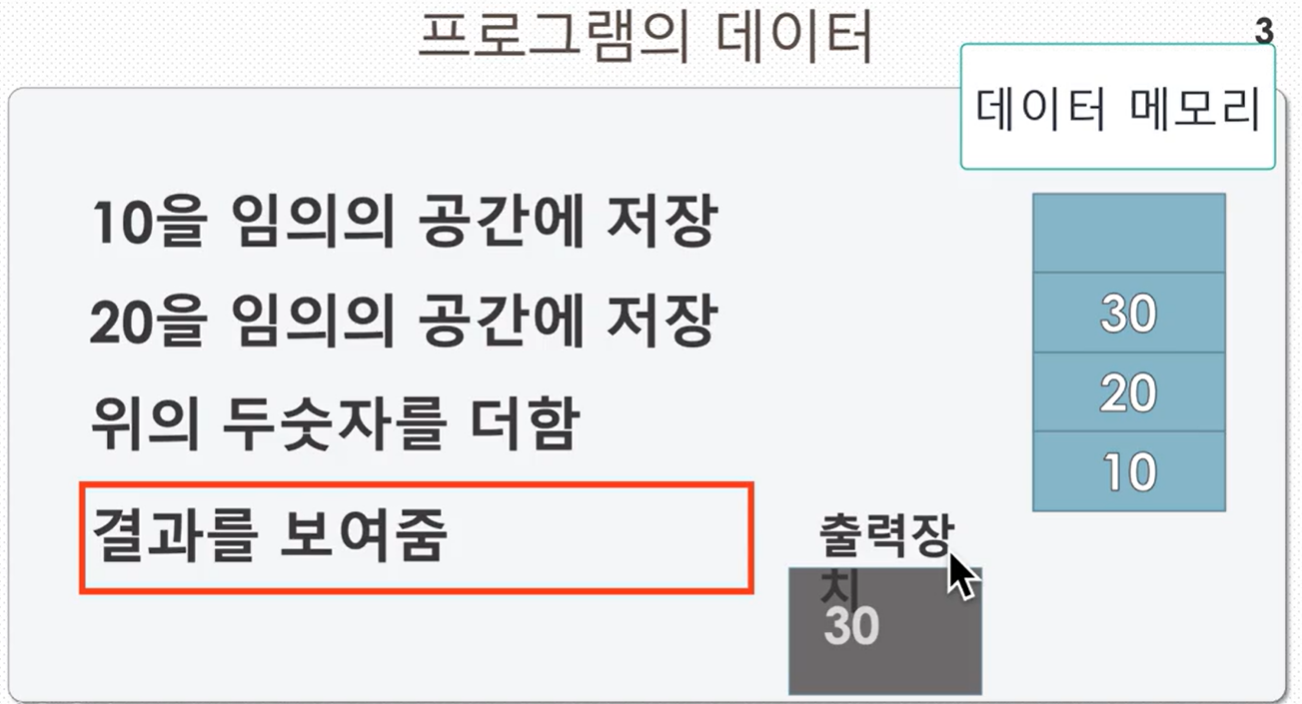 프로그램의 데이터
3
데이터 메모리
10을 임의의 공간에 저장
20을 임의의 공간에 저장
위의 두숫자를 더함
결과를 보여줌
30
20
10
출력장
치
30